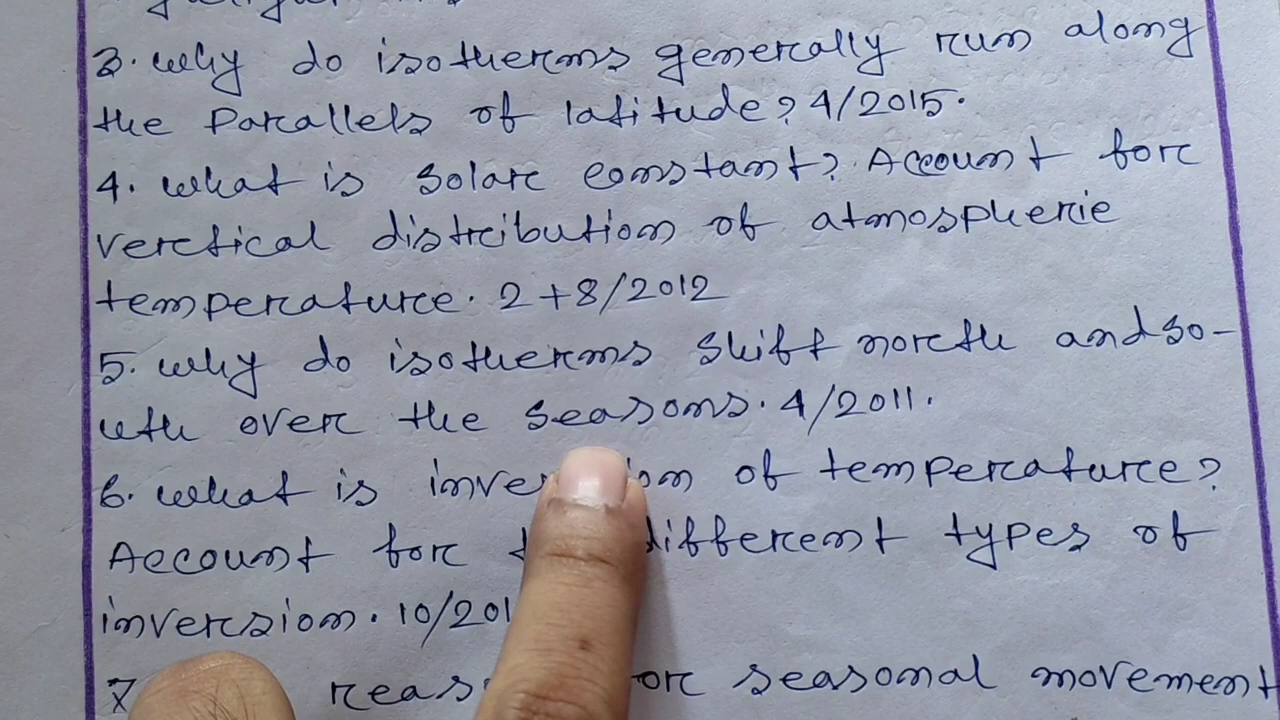 3. why do isotherms generally run along
the Parallels of latitude? 4/2015.
4. what is solar constant? Account for
vertical distribution of atmospheric
temperature. 2+8/2012
5. why do isotherms shift north and so-
uth over the seasons. 4/2011.
6. what is of temperature?
Account for different types of
inversion. 10/201
7 for seasonal movement